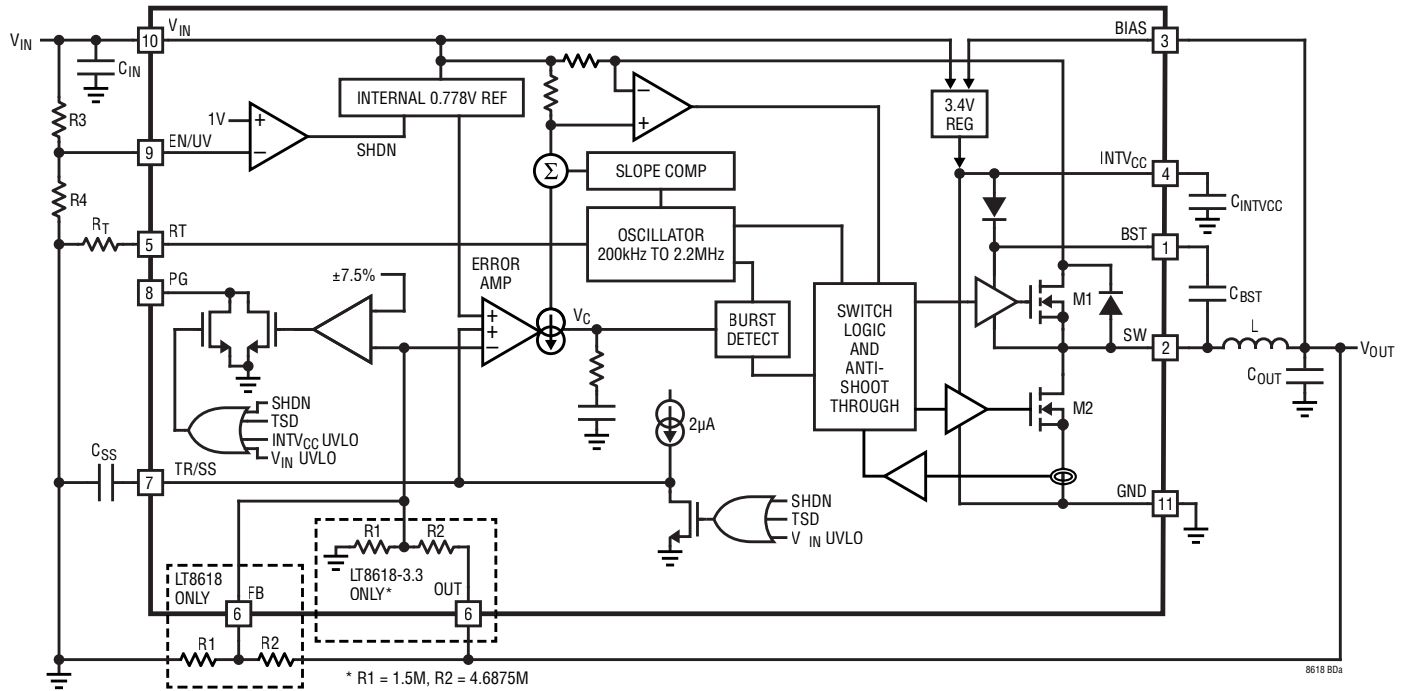 VIN
10
VIN
CIN
R3
1V
+
−
EN/UV
9
SHDN
R4
RT
RT
5
INTERNAL 0.778V REF
−
+
Σ
SLOPE COMP
OSCILLATOR
200kHz TO 2.2MHz
BIAS
3
3.4V
REG
INTVCC
4
CINTVCC
BST
1
CBST
M1
SW
2
L
VOUT
COUT
M2
PG
8
±7.5%
ERROR
AMP
+
+
−
VC
BURST
DETECT
SWITCH
LOGIC
AND
ANTI-
SHOOT
THROUGH
SHDN
TSD
INTVCC UVLO
VIN UVLO
2µA
CSS
TR/SS
7
SHDN
TSD
V IN UVLO
GND
11
R1
R2
LT8618-3.3
ONLY*
OUT
6
LT8618
ONLY
FB
6
R1
R2
* R1 = 1.5M, R2 = 4.6875M
8618 BDa